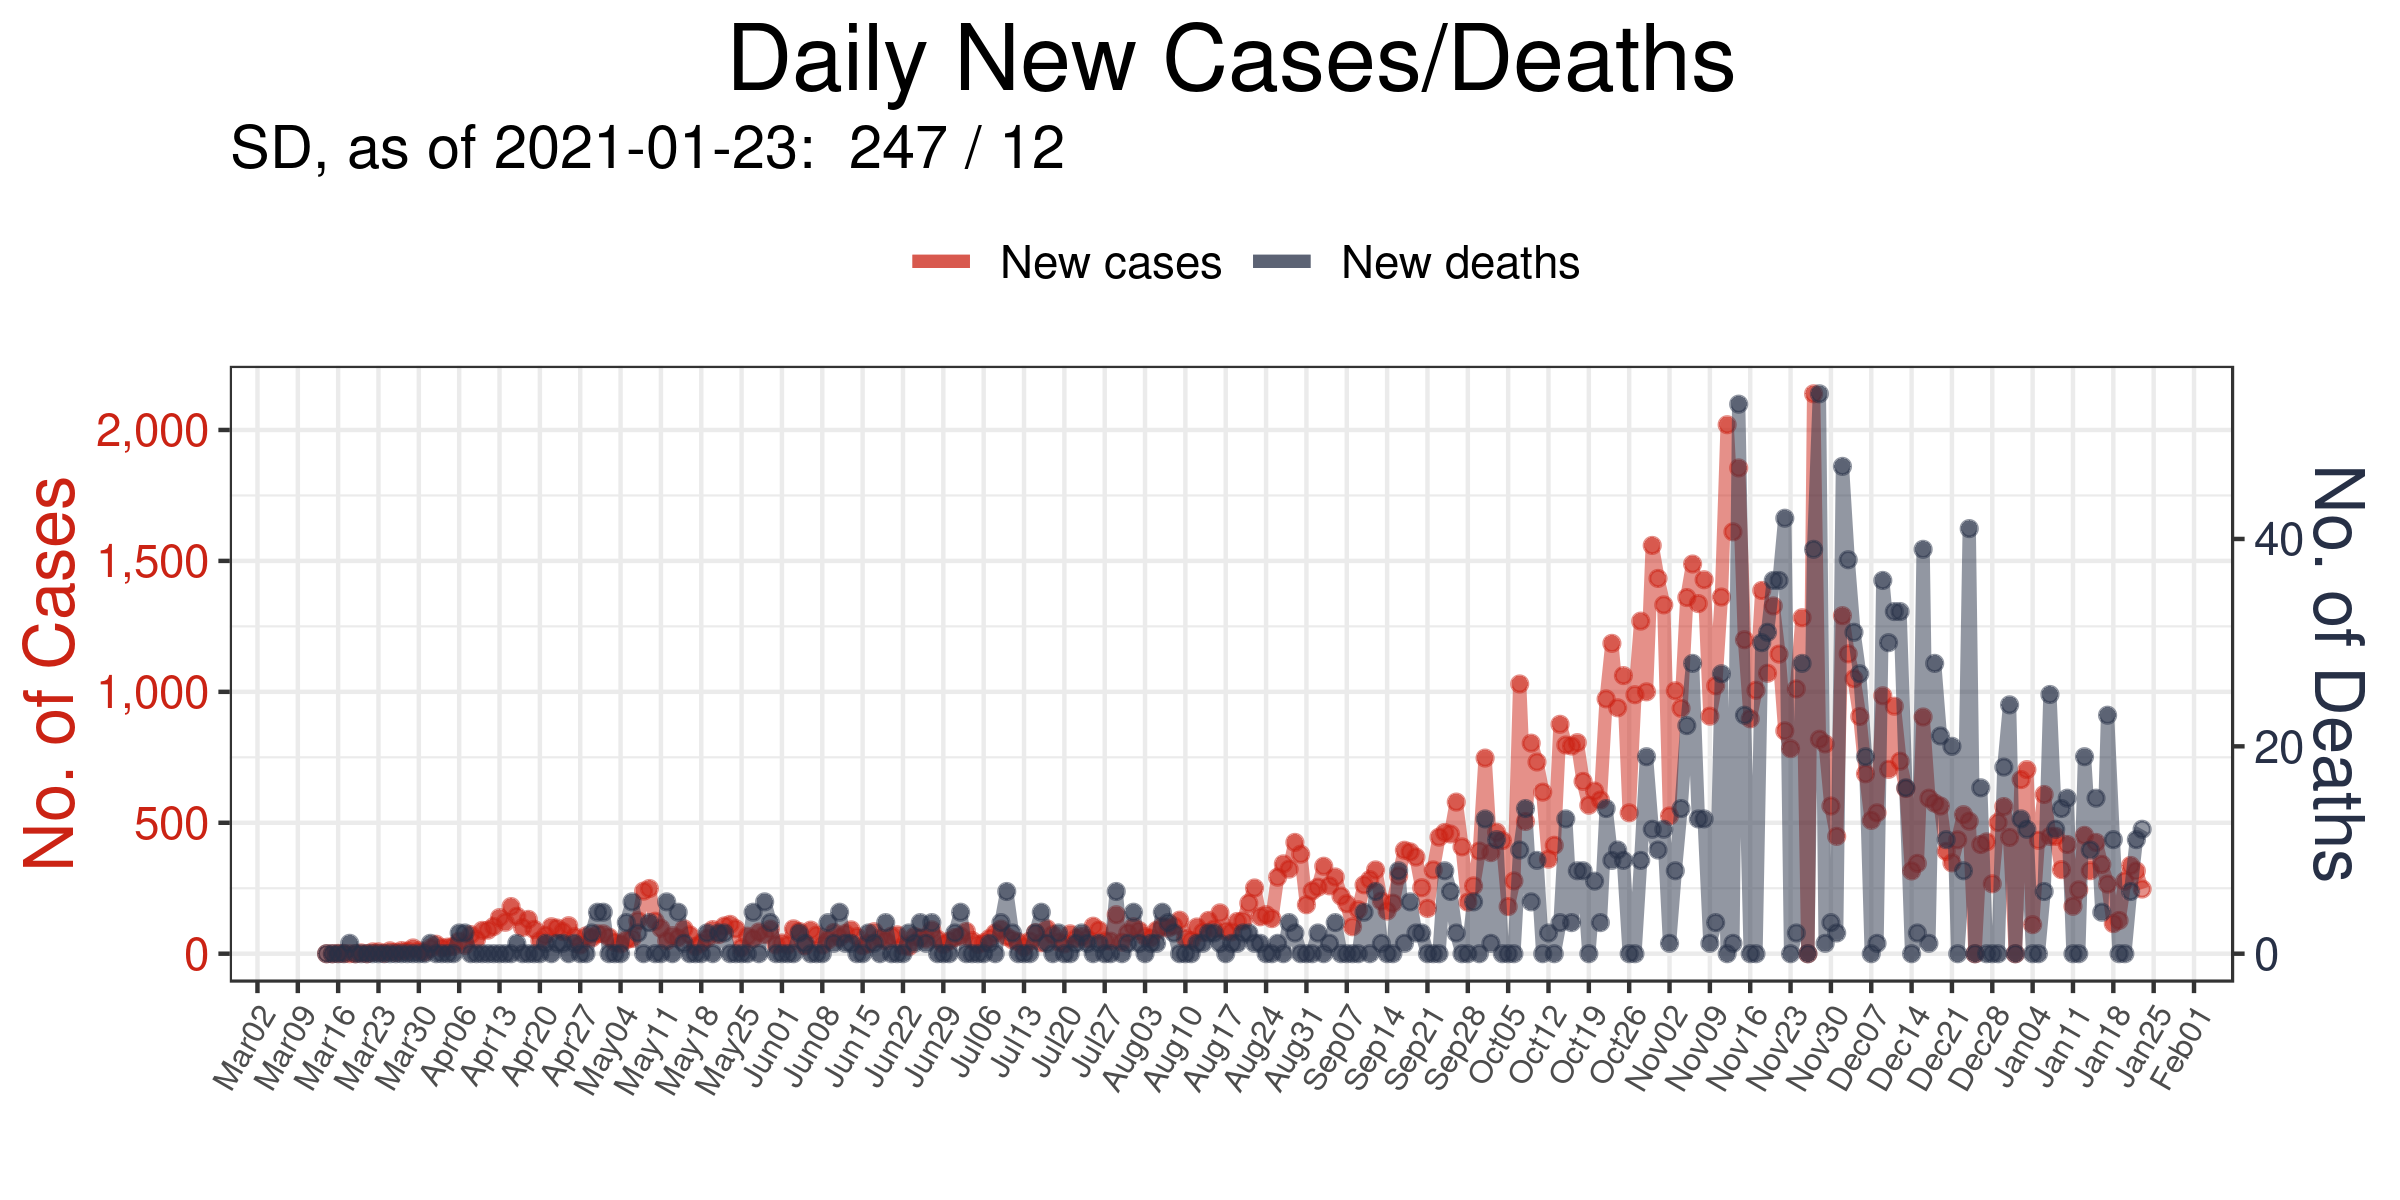 Daily New Cases/Deaths
SD, as of 2021-01-23:  247 / 12
New cases
New deaths
No. of Cases
2,000
1,500
1,000
500
0
No. of Deaths
40
20
0
Mar02
Mar09
Mar16
Mar23
Mar30
Apr06
Apr13
Apr20
Apr27
May04
May11
May18
May25
Jun01
Jun08
Jun15
Jun22
Jun29
Jul06
Jul13
Jul20
Jul27
Aug03
Aug10
Aug17
Aug24
Aug31
Sep07
Sep14
Sep21
Sep28
Oct05
Oct12
Oct19
Oct26
Nov02
Nov09
Nov16
Nov23
Nov30
Dec07
Dec14
Dec21
Dec28
Jan04
Jan11
Jan18
Jan25
Feb01